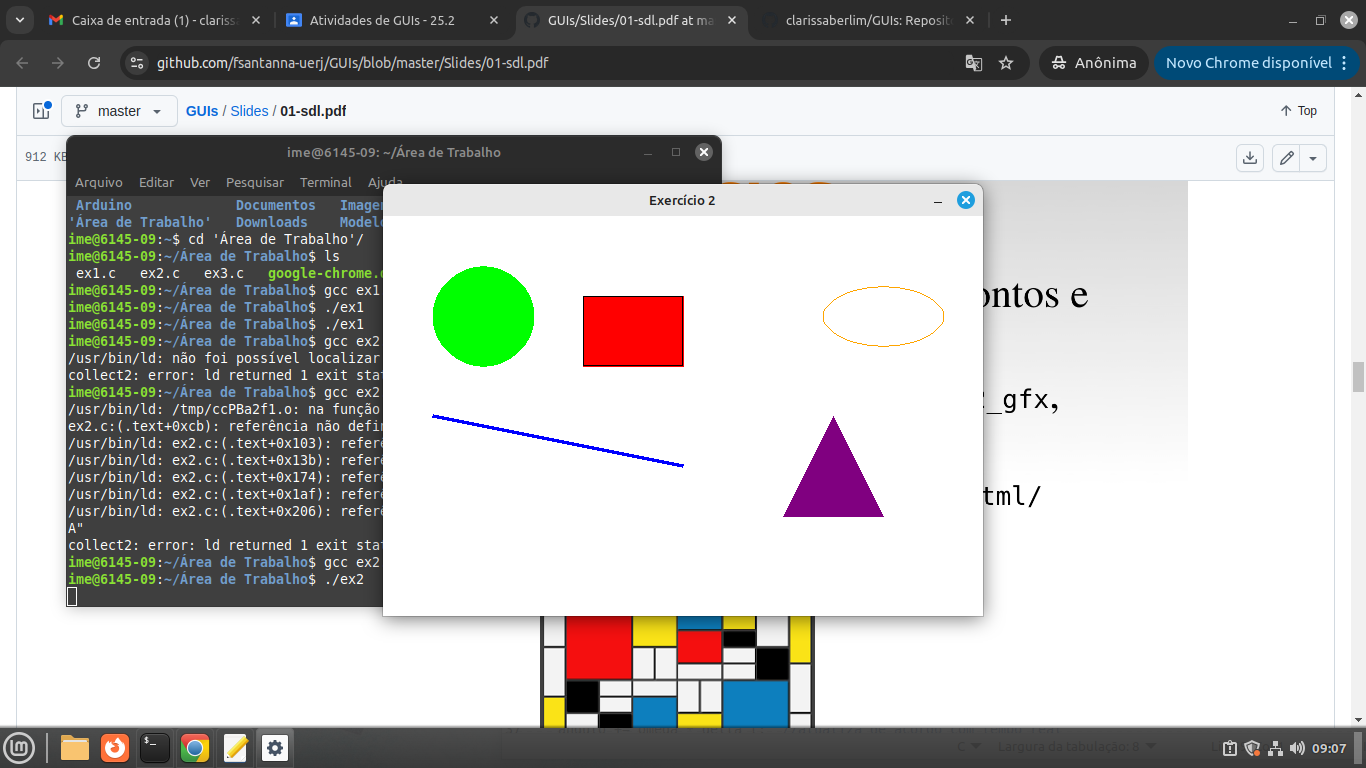 Caixa de entrada (1) - clariss
Atividades de GUIs - 25.2
GUIs/Slides/01-sdl.pdf at ma
clarissaberlim/GUIs: Reposit
github.com/fsantanna-uerj/GUIs/blob/master/Slides/01-sdl.pdf
Anônima
Novo Chrome disponível
master
GUIs / Slides / 01-sdl.pdf
Top
912 KB
ime@6145-09: ~/Área de Trabalho
Arquivo Editar Ver Pesquisar Terminal Ajuda
Exercício 2
Arduino Documentos Imagen
'Área de Trabalho' Downloads Modelo
ime@6145-09:~$ cd 'Área de Trabalho'/
ime@6145-09:~/Área de Trabalho$ ls
ex1.c ex2.c ex3.c google-chrome.
ime@6145-09:~/Área de Trabalho$ gcc ex1
ime@6145-09:~/Área de Trabalho$ ./ex1
ime@6145-09:~/Área de Trabalho$ ./ex1
ime@6145-09:~/Área de Trabalho$ gcc ex2
/usr/bin/ld: não foi possível localizar
collect2: error: ld returned 1 exit stat
ime@6145-09:~/Área de Trabalho$ gcc ex2
/usr/bin/ld: /tmp/ccPBa2f1.o: na função
ex2.c:(.text+0xcb): referência não defin
/usr/bin/ld: ex2.c:(.text+0x103): referê
/usr/bin/ld: ex2.c:(.text+0x13b): referê
/usr/bin/ld: ex2.c:(.text+0x174): referê
/usr/bin/ld: ex2.c:(.text+0x1af): referê
/usr/bin/ld: ex2.c:(.text+0x206): referê
A"
collect2: error: ld returned 1 exit stat
ime@6145-09:~/Área de Trabalho$ gcc ex2
ime@6145-09:~/Área de Trabalho$ ./ex2
ontos e
_gfx,
tml/
C Largura da tabulação: 8
09:07